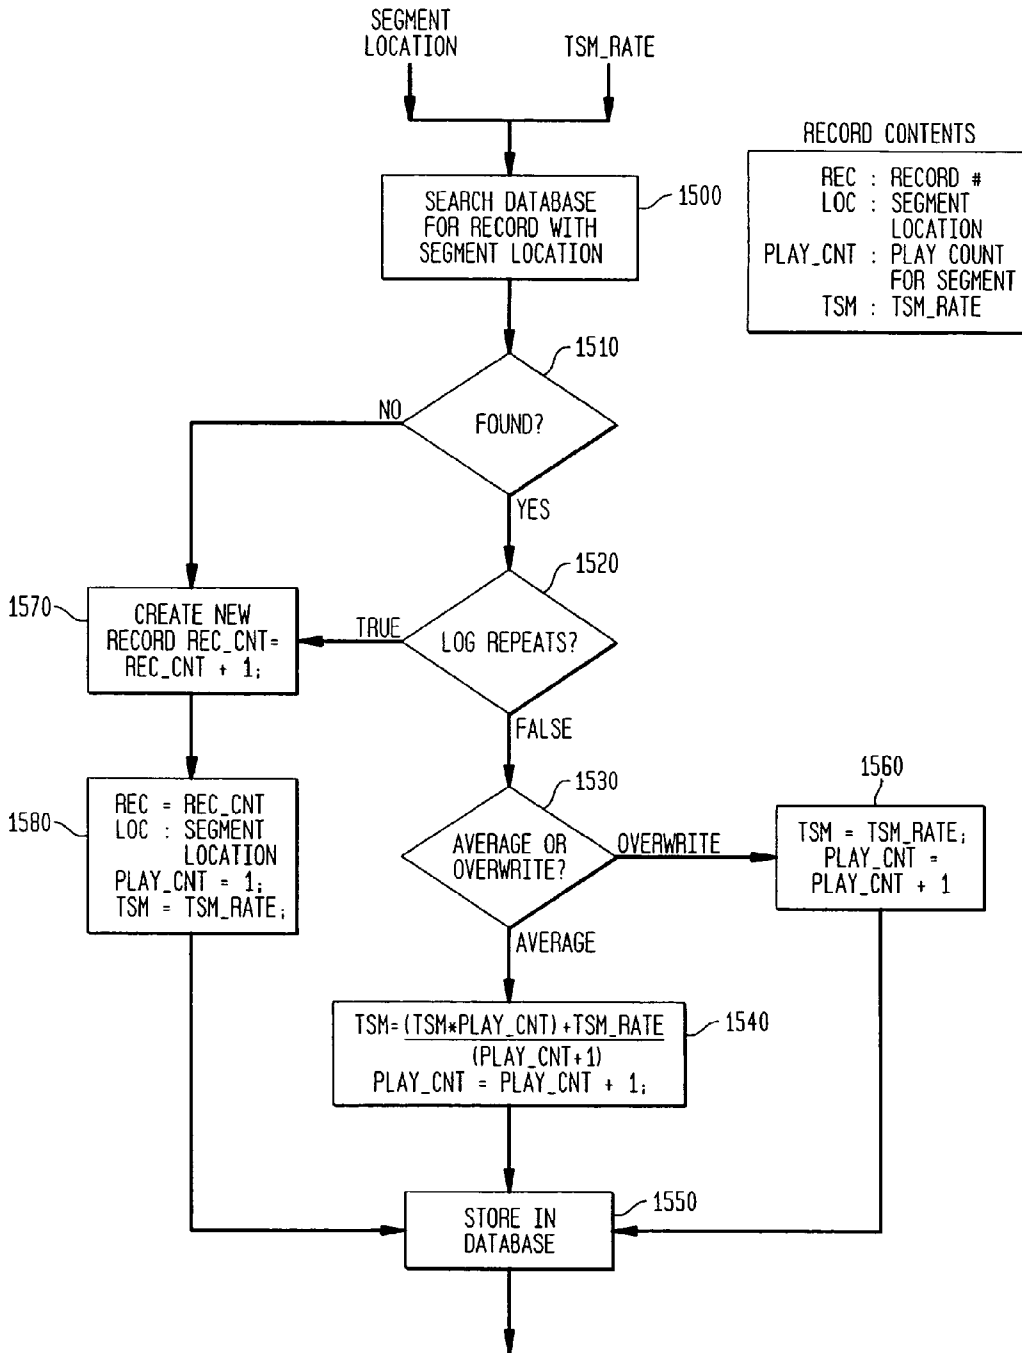 SEGMENT
LOCATION
TSM_RATE
RECORD CONTENTS
REC : RECORD #
LOC : SEGMENT
LOCATION
PLAY_CNT : PLAY COUNT
FOR SEGMENT
TSM : TSM_RATE
SEARCH DATABASE
FOR RECORD WITH
SEGMENT LOCATION
1500
1510
FOUND?
NO
YES
1520
LOG REPEATS?
TRUE
FALSE
1570
CREATE NEW
RECORD REC_CNT=
REC_CNT + 1;
1580
REC = REC_CNT
LOC : SEGMENT
LOCATION
PLAY_CNT = 1;
TSM = TSM_RATE;
1530
AVERAGE OR
OVERWRITE?
OVERWRITE
AVERAGE
1560
TSM = TSM_RATE;
PLAY_CNT =
PLAY_CNT + 1
TSM=(TSM*PLAY_CNT)+TSM_RATE
(PLAY_CNT+1)
PLAY_CNT = PLAY_CNT + 1;
1540
STORE IN
DATABASE
1550